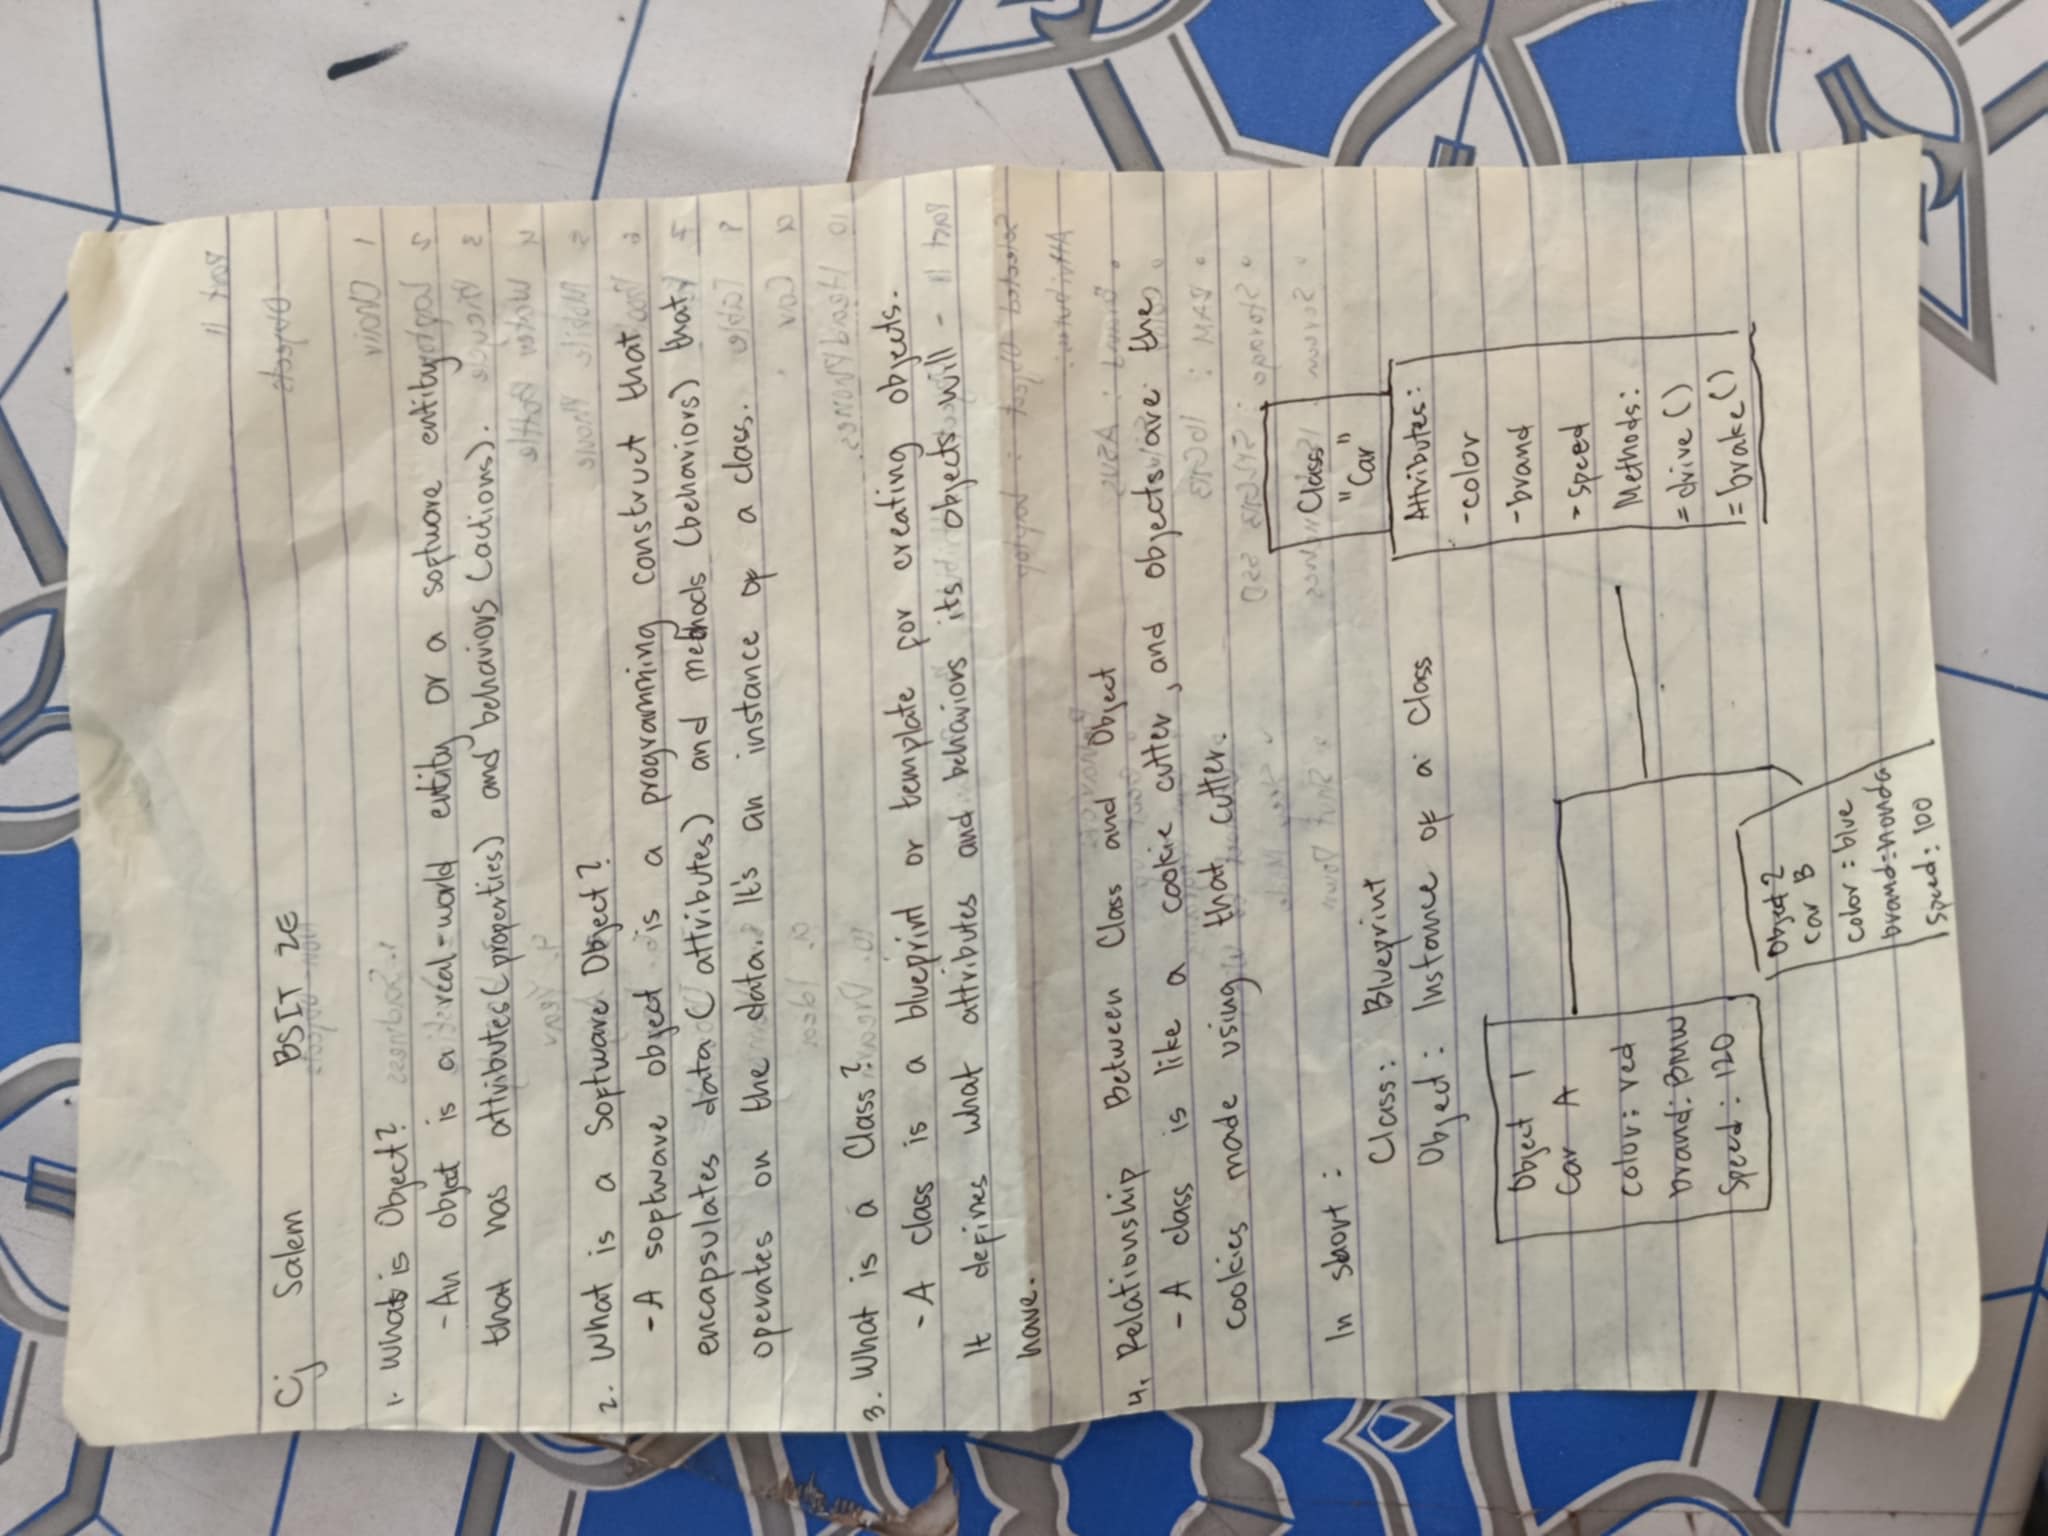 Cj Salem BSIT 2E
1. What is Object?
- An object is a real-world entity or a software entity
that has attributes (properties) and behaviors (actions).
2. What is a Software Object?
- A software object is a programming construct that
encapsulates data (attributes) and methods (behaviors) that
operates on the data. It's an instance of a class.
3. What is a Class?
- A class is a blueprint or template for creating objects.
It defines what attributes and behaviors its objects will -
have.
4. Relationship Between Class and Object
- A class is like a cookie cutter, and objects are the
cookies made using that cutter.
In short :
Class : Blueprint
Object : Instance of a Class
Class
"Car"
Attributes:
-color
-brand
-Speed
Methods:
=drive()
=brake()
Object 1
Car A
color: red
brand: BMW
Speed: 120
Object 2
Car B
Color: blue
brand: Honda
Speed: 100